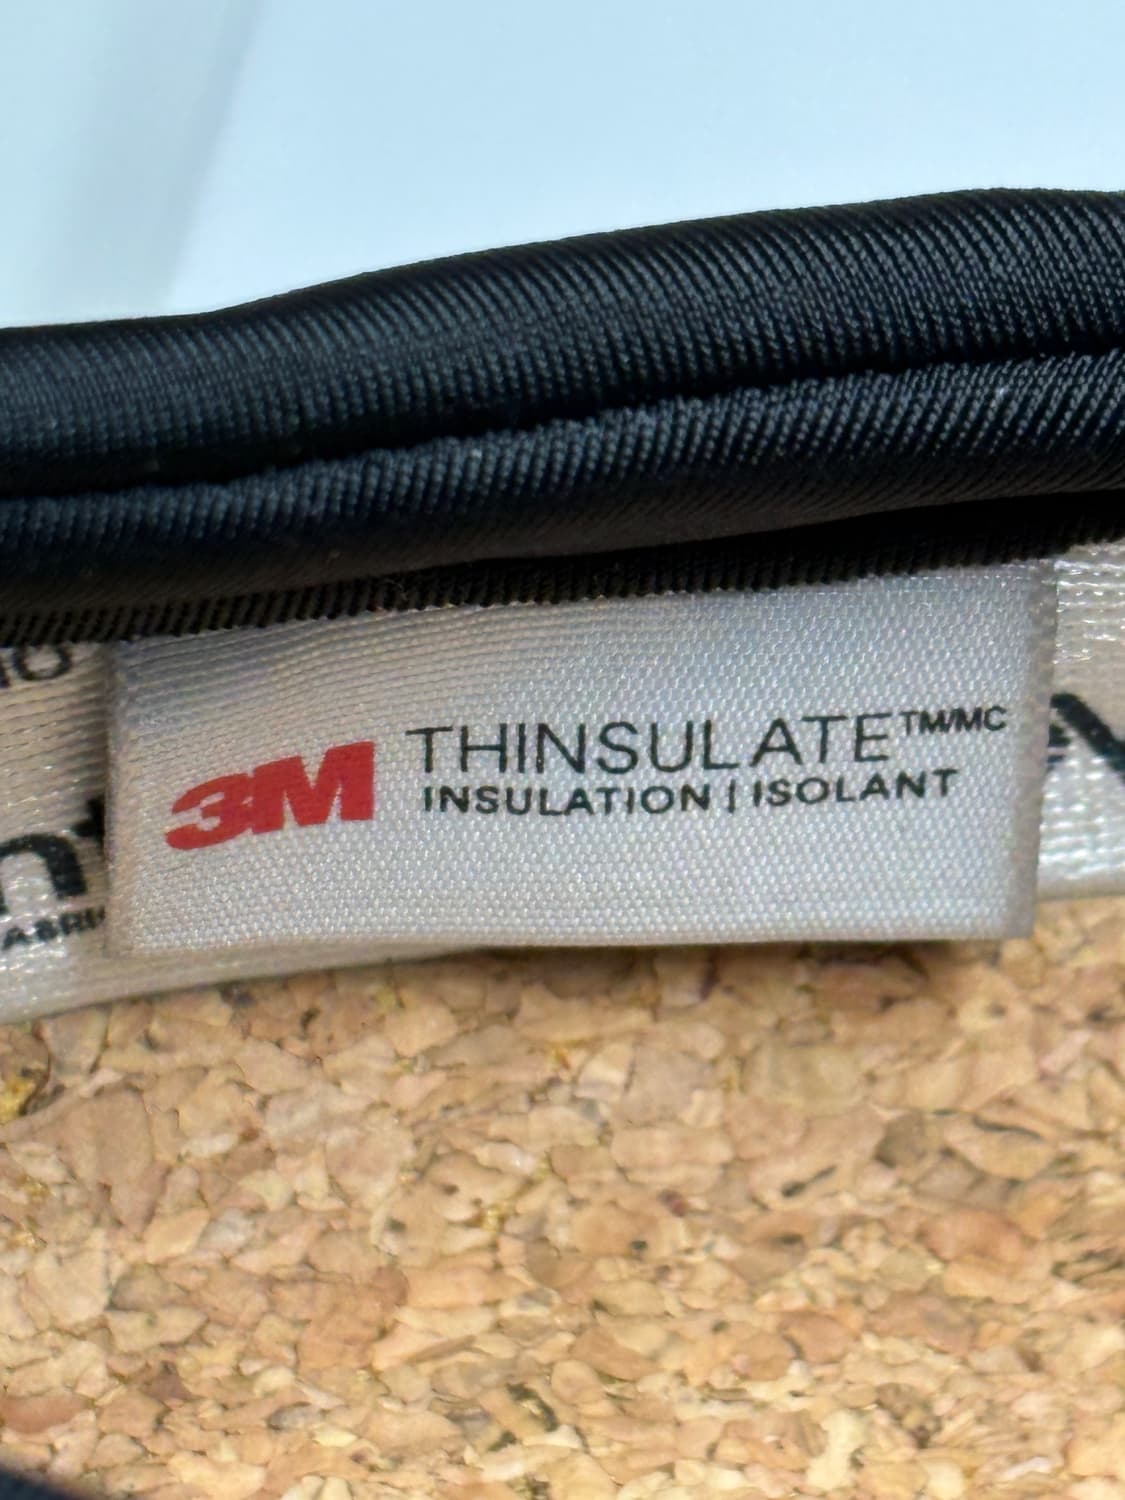 3M THINSULATE™/MC
INSULATION | ISOLANT